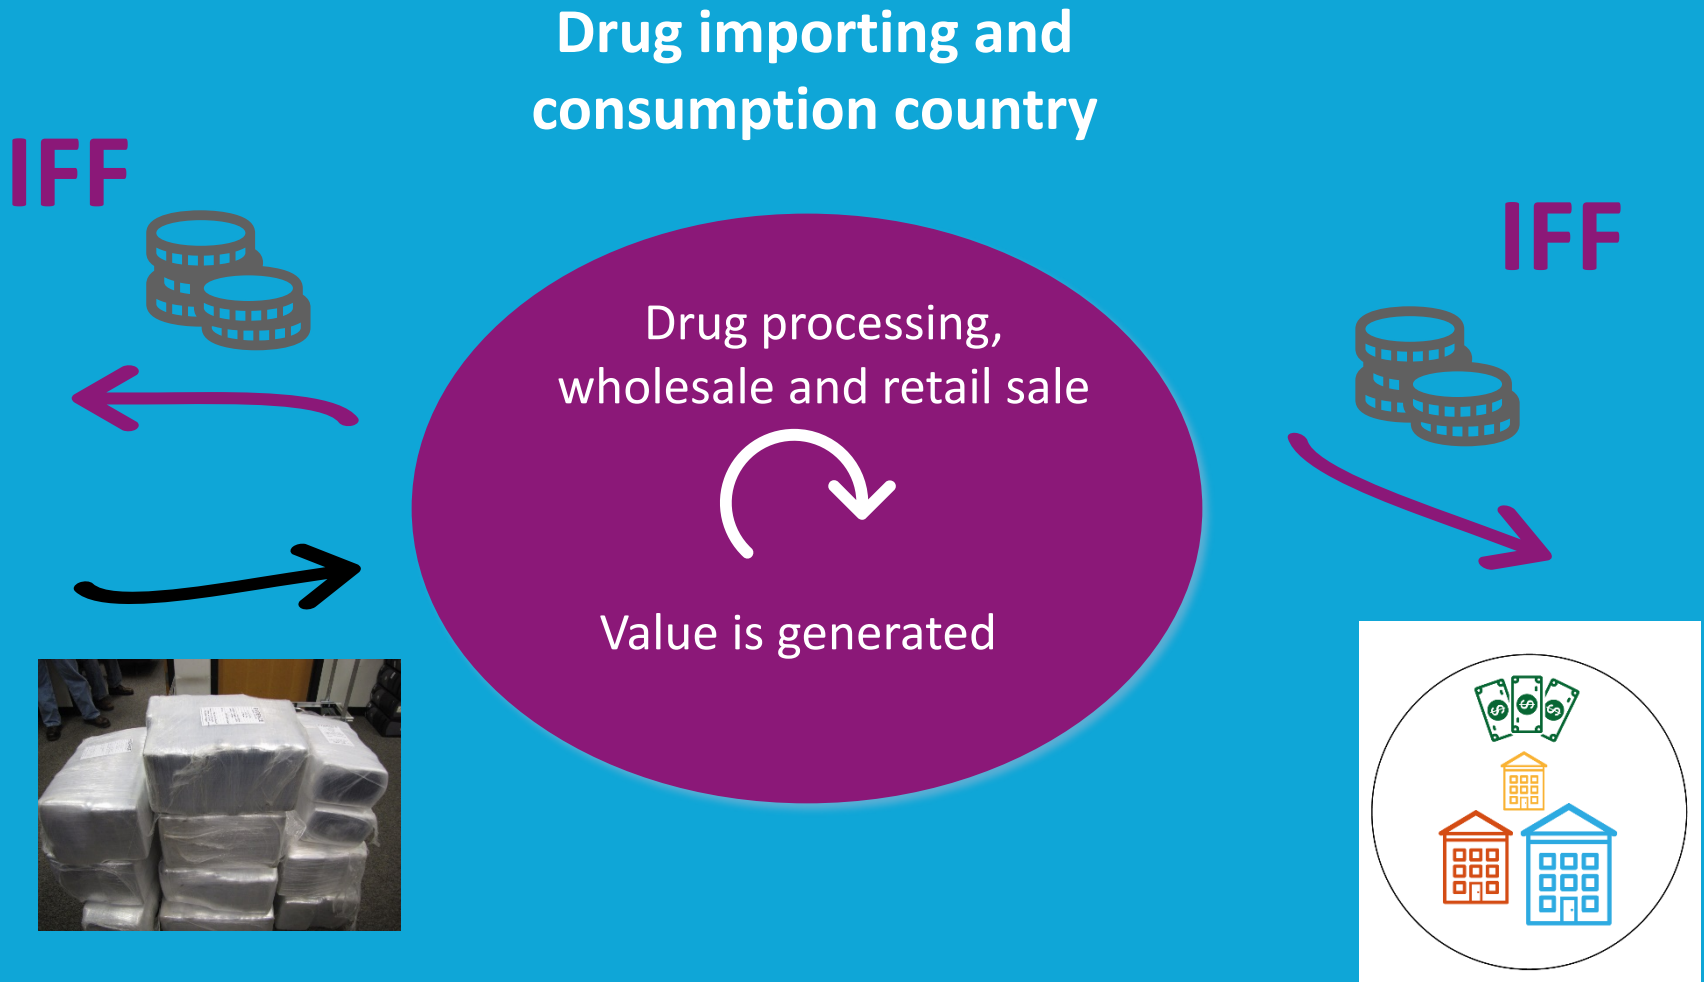 Drug importing and
consumption country
IFF
IFF
Drug processing,
wholesale and retail sale
Value is generated